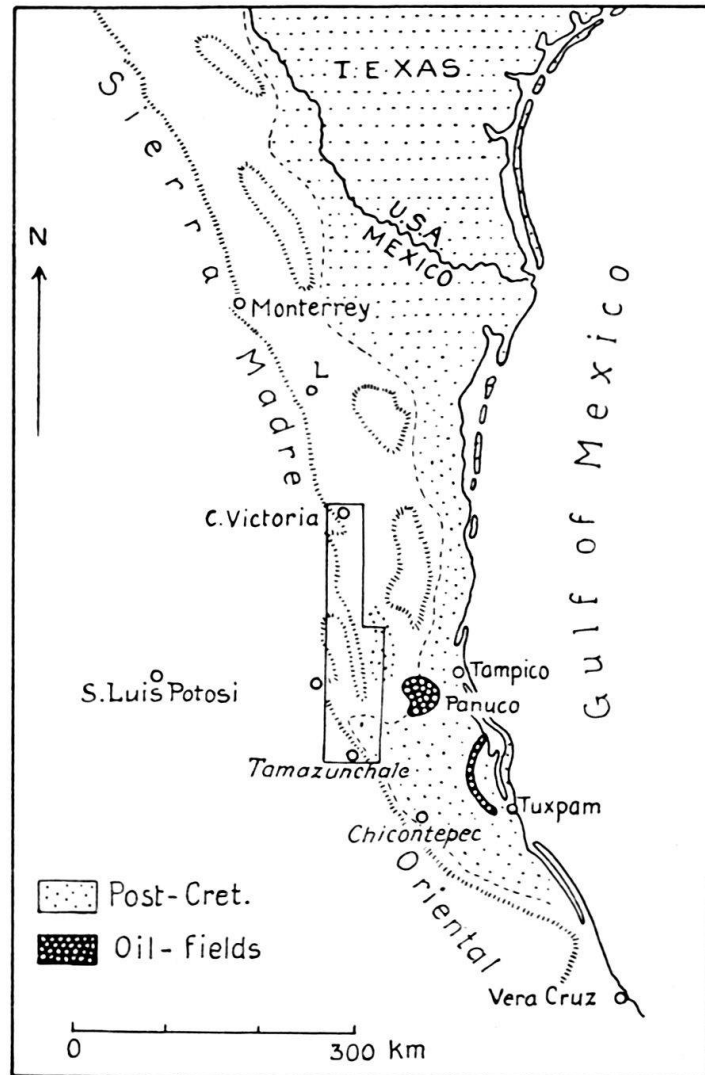 TEXAS
Sierra Madre Oriental
U.S.A.
MEXICO
N
Monterrey
L
Gulf of Mexico
C. Victoria
Tampico
S. Luis Potosi
Panuco
Tamazunchale
Tuxpam
Chicontepec
Post-Cret.
Oil-fields
Vera Cruz
0
300 km